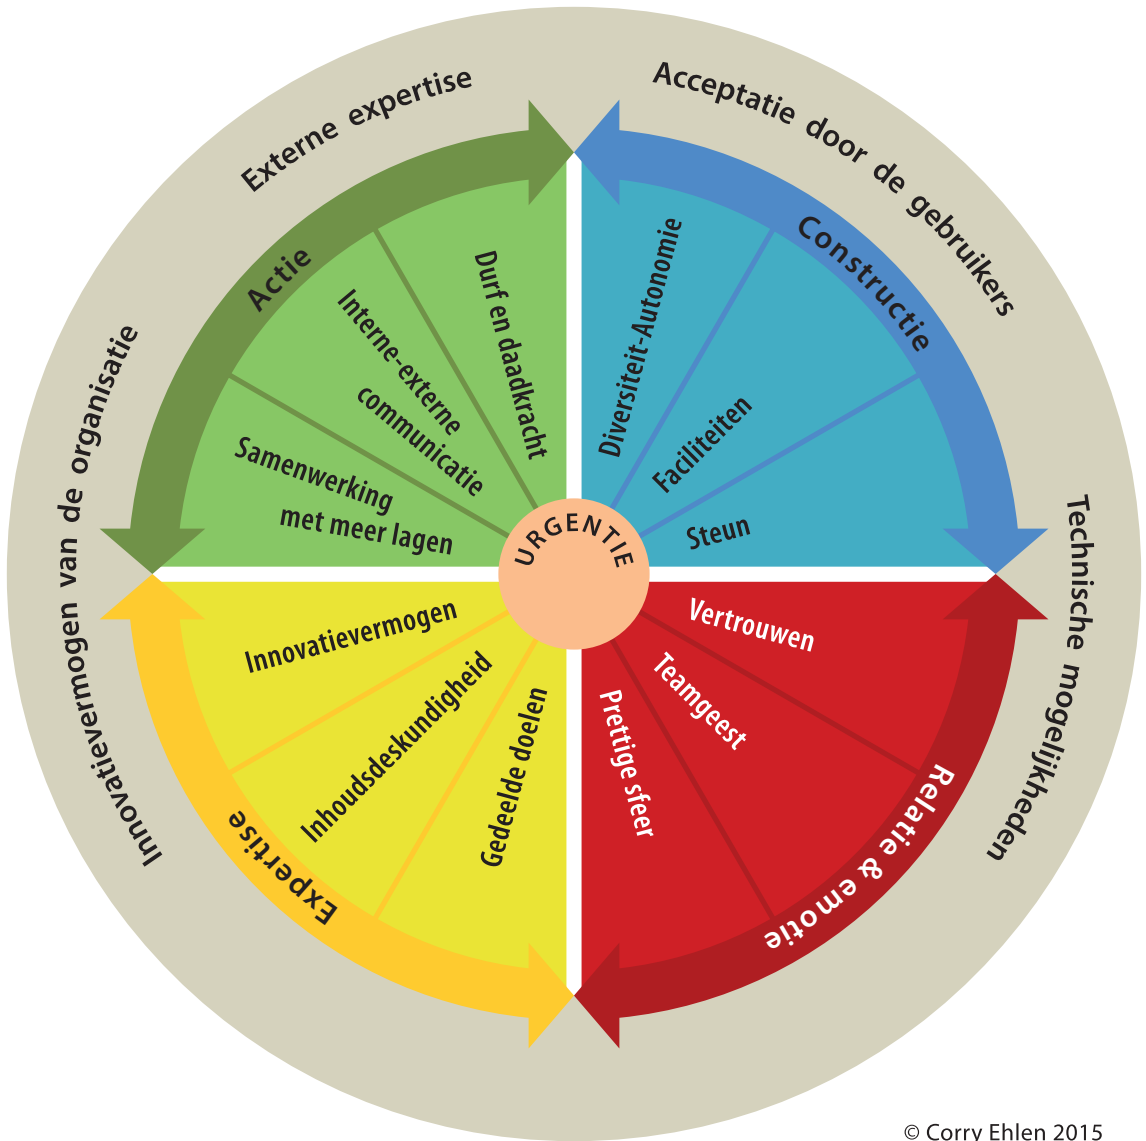 Externe expertise
Acceptatie door de gebruikers
Technische mogelijkheden
Innovatievermogen van de organisatie
Actie
Durf en daadkracht
Interne-externe
communicatie
Samenwerking
met meer lagen
Constructie
Diversiteit-Autonomie
Faciliteiten
Steun
URGENTIE
Relatie & emotie
Vertrouwen
Teamgeest
Prettige sfeer
Expertise
Innovatievermogen
Inhoudsdeskundigheid
Gedeelde doelen
© Corry Ehlen 2015